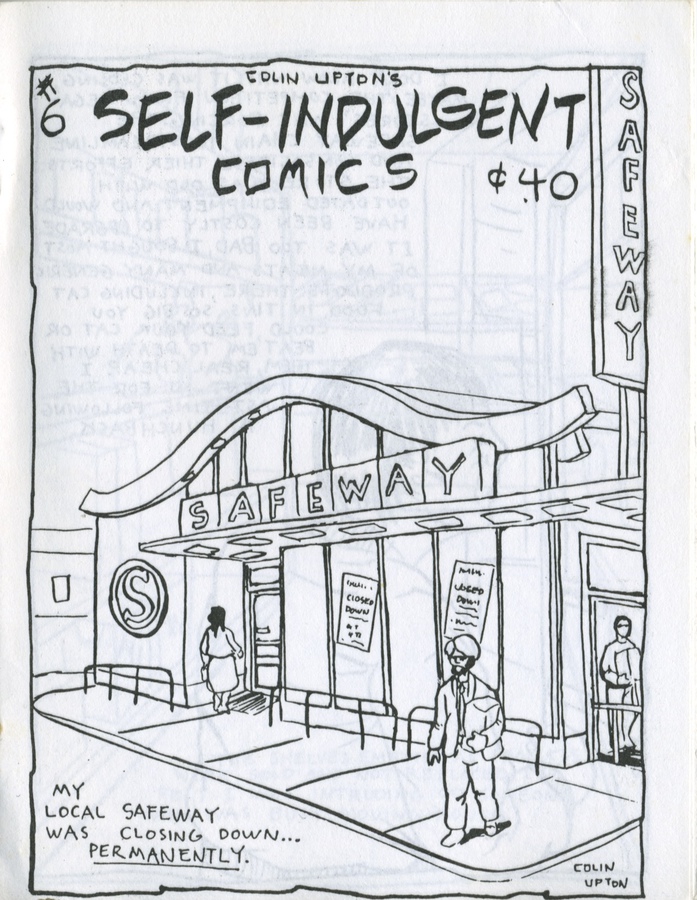 #6
COLIN UPTON'S
SELF INDULGENT
COMICS
¢.40
SAFEWAY
SAFEWAY
S
CLOSED
DOWN
CLOSED
DOWN
MY
LOCAL SAFEWAY
WAS CLOSING DOWN...
PERMANENTLY.
COLIN
UPTON